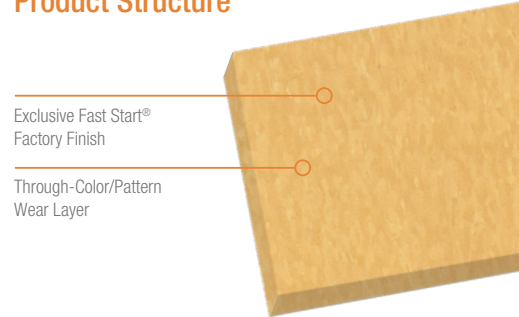 Product Structure
Exclusive Fast Start®
Factory Finish
Through-Color/Pattern
Wear Layer